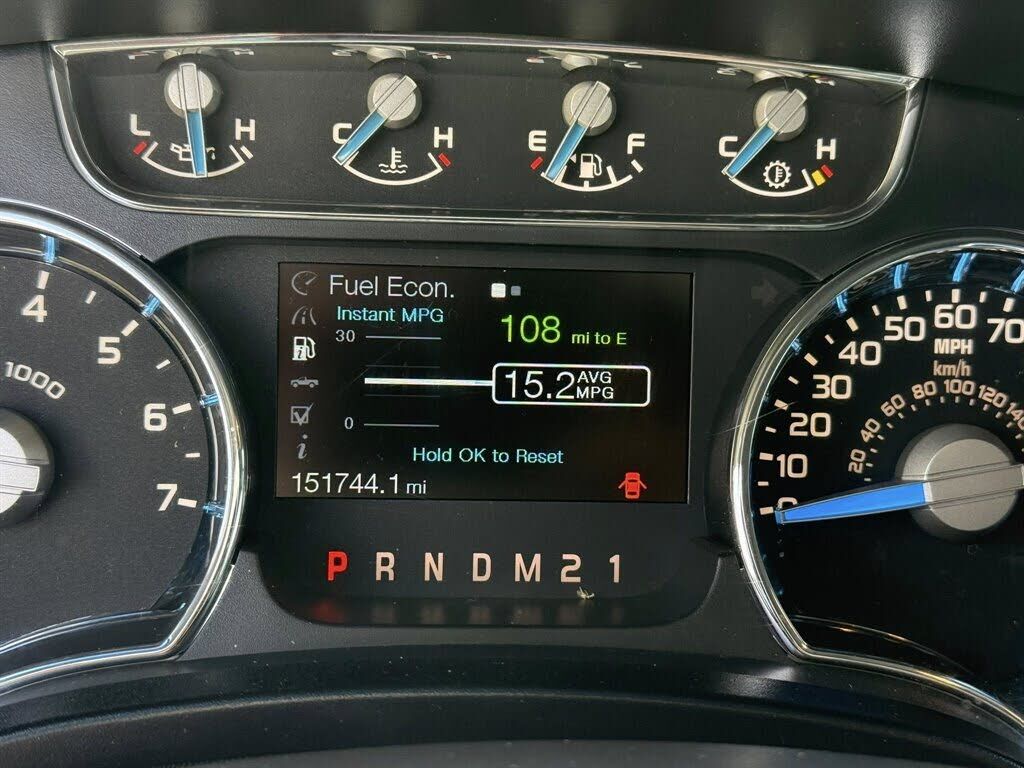 L H
C H
E F
C H
Fuel Econ.
Instant MPG
30
108 mi to E
15.2 AVG MPG
0
Hold OK to Reset
151744.1 mi
P R N D M 2 1
4
5
6
7
1000
0
10
20
30
40
50
60
70
MPH
km/h
20
40
60
80
100
120
140